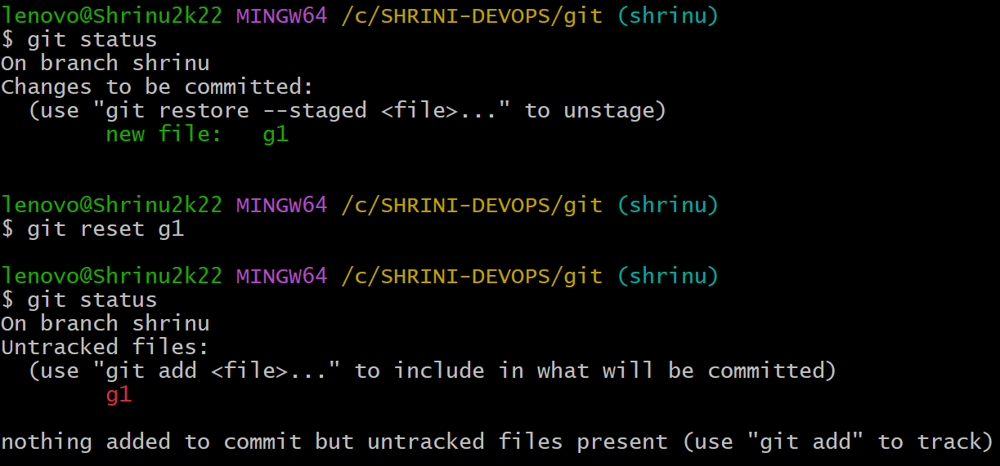 lenovo@Shrinu2k22 MINGW64 /c/SHRINI-DEVOPS/git (shrinu)
$ git status
On branch shrinu
Changes to be committed:
  (use "git restore --staged <file>..." to unstage)
        new file:   g1
lenovo@Shrinu2k22 MINGW64 /c/SHRINI-DEVOPS/git (shrinu)
$ git reset g1
lenovo@Shrinu2k22 MINGW64 /c/SHRINI-DEVOPS/git (shrinu)
$ git status
On branch shrinu
Untracked files:
  (use "git add <file>..." to include in what will be committed)
        g1
nothing added to commit but untracked files present (use "git add" to track)